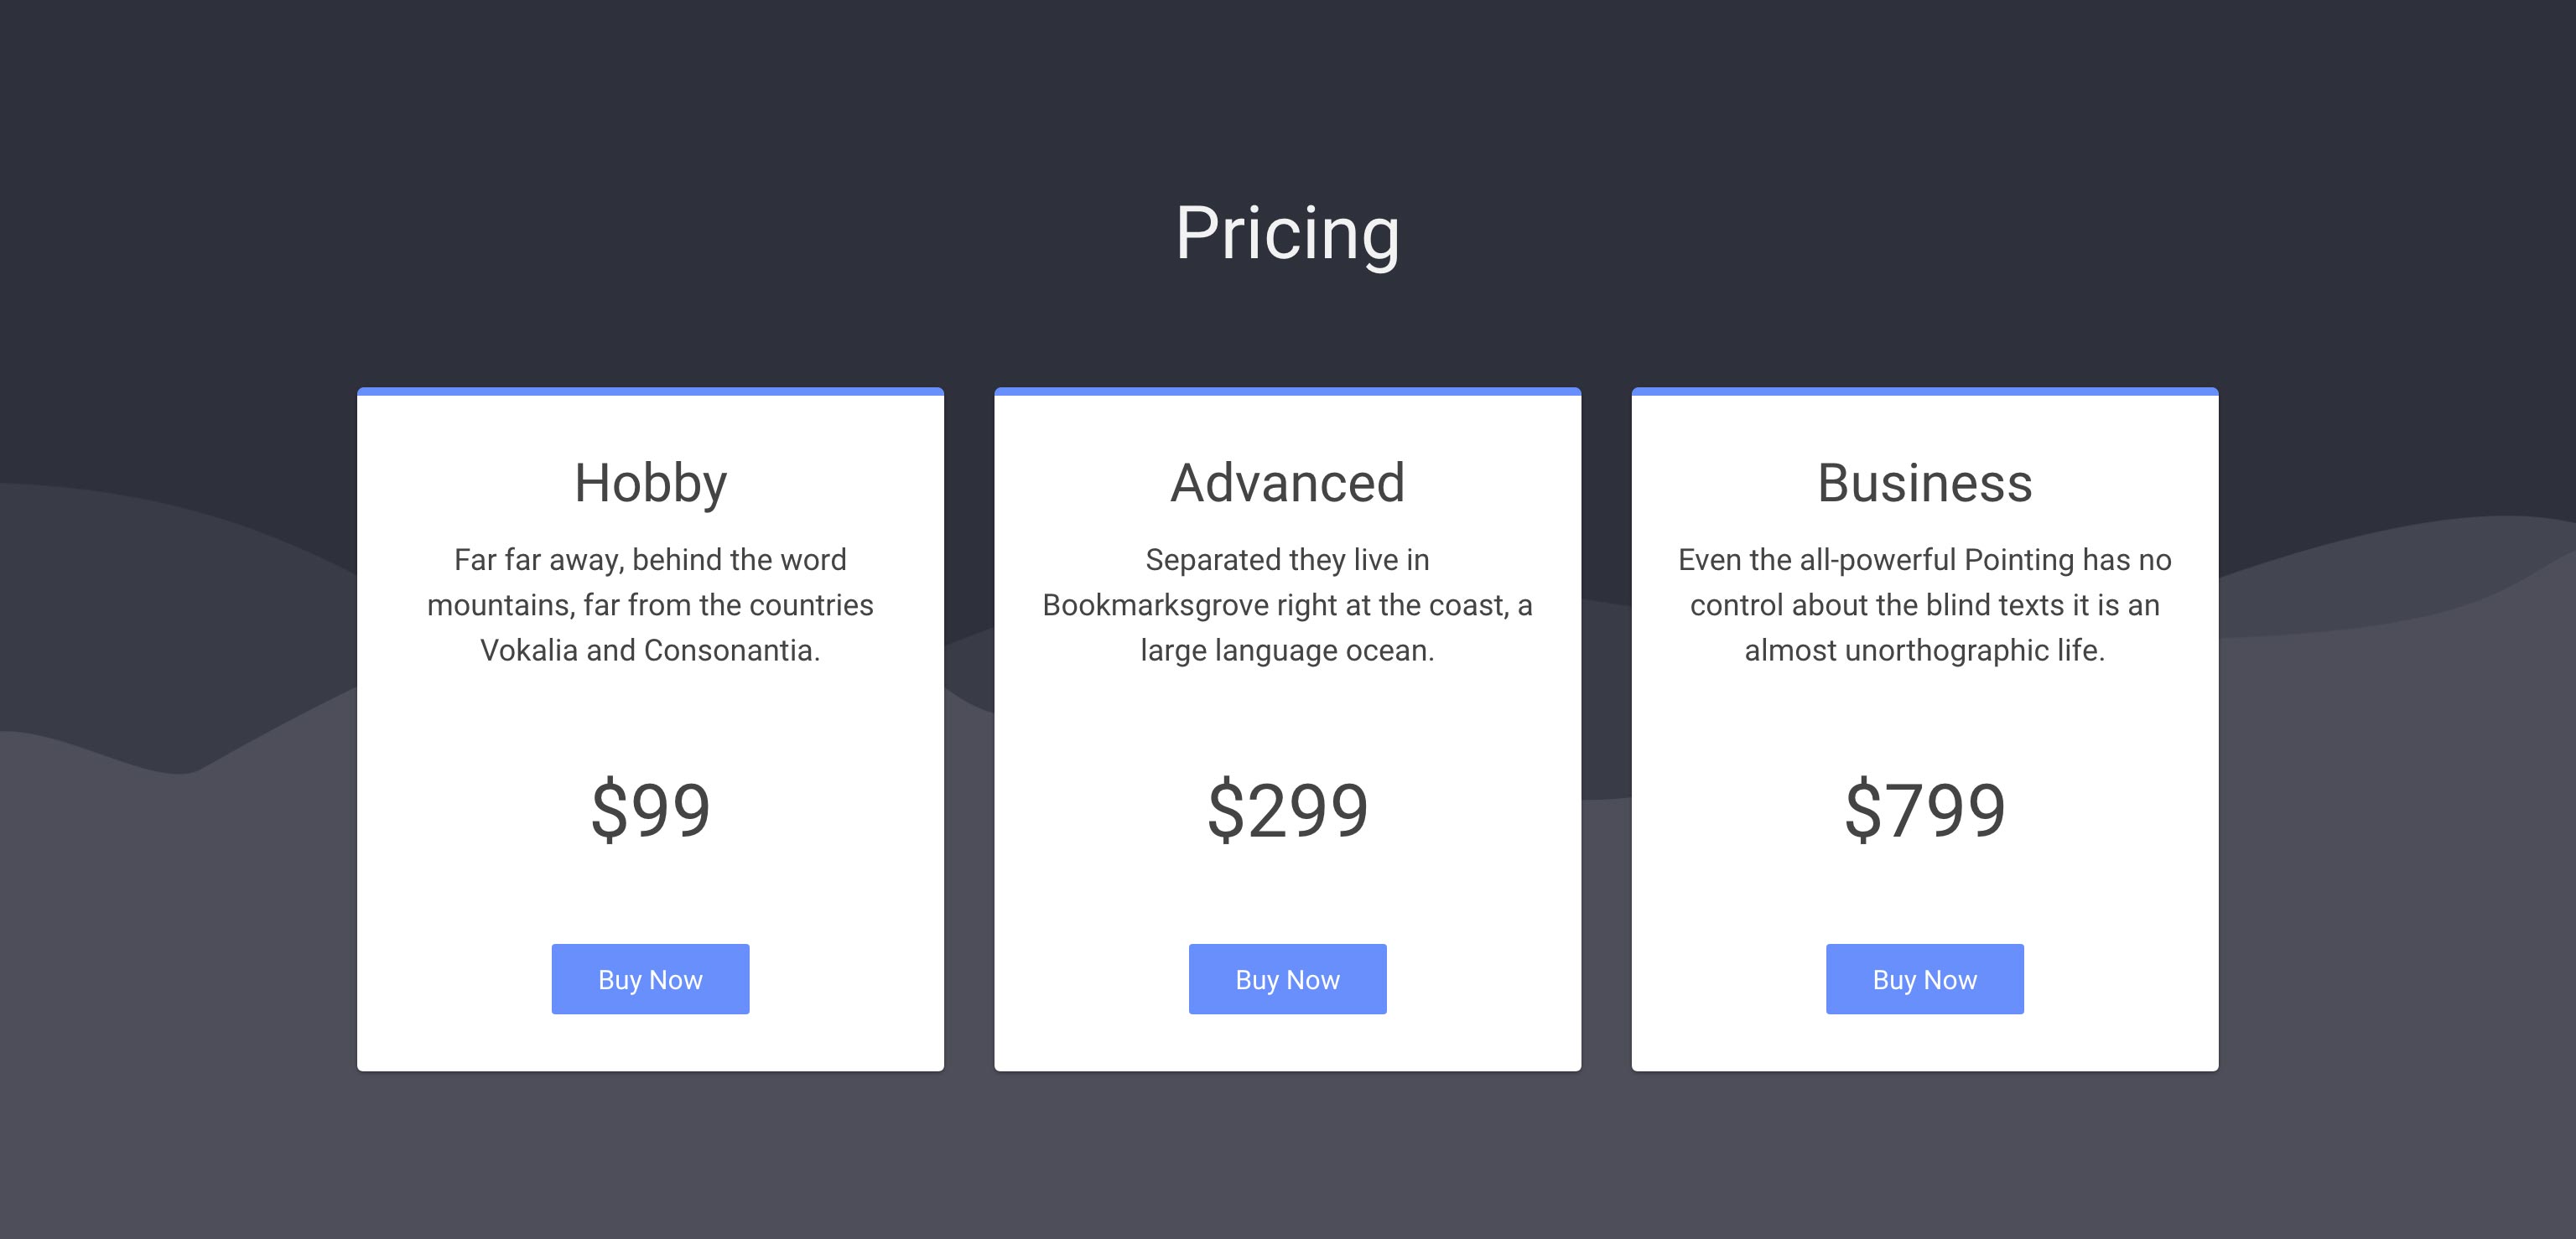 Pricing
Hobby
Far far away, behind the word
mountains, far from the countries
Vokalia and Consonantia.
$99
Buy Now
Advanced
Separated they live in
Bookmarksgrove right at the coast, a
large language ocean.
$299
Buy Now
Business
Even the all-powerful Pointing has no
control about the blind texts it is an
almost unorthographic life.
$799
Buy Now